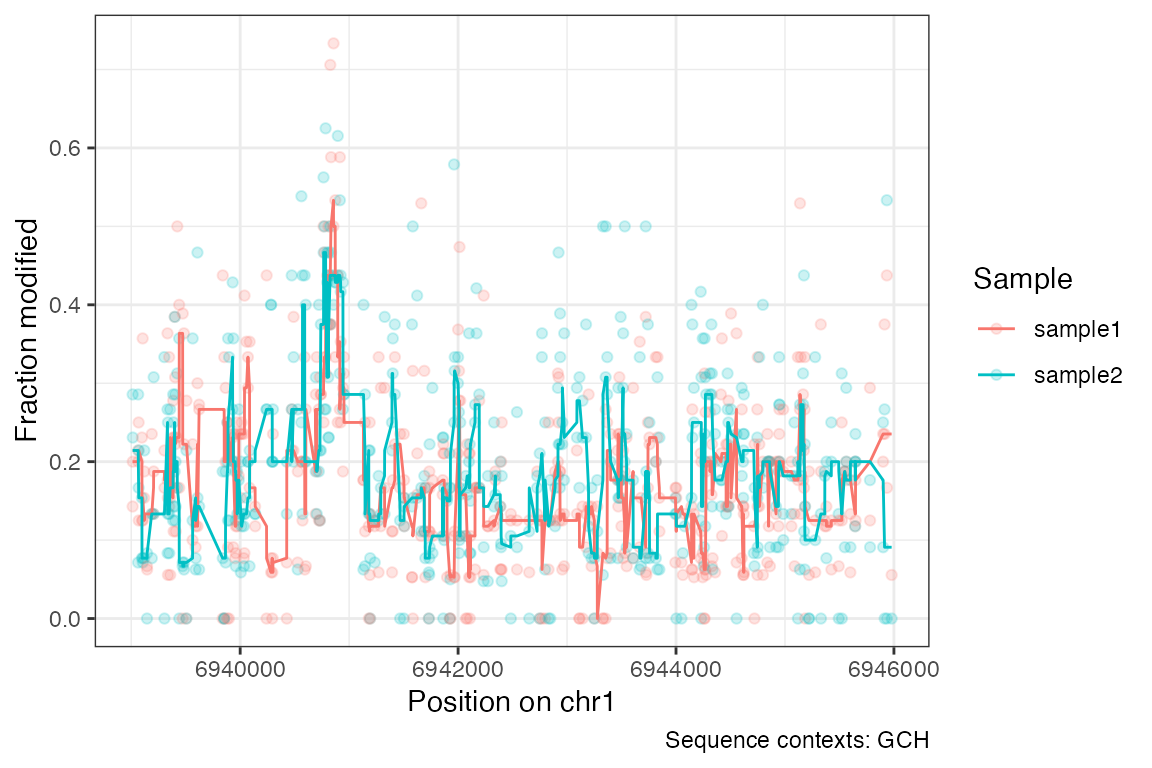 Fraction modified
0.6
0.4
0.2
0.0
6940000 6942000 6944000 6946000
Position on chr1
Sequence contexts: GCH
Sample
sample1
sample2